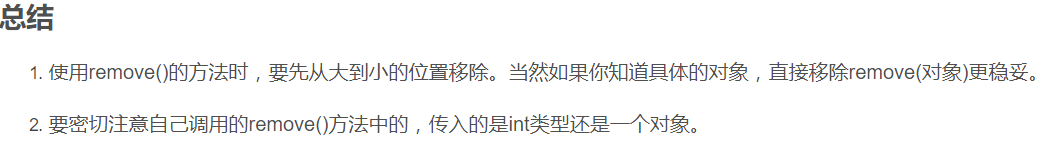 总结
1. 使用remove()的方法时，要先从大到小的位置移除。当然如果你知道具体的对象，直接移除remove(对象)更稳妥。
2. 要密切注意自己调用的remove()方法中的，传入的是int类型还是一个对象。